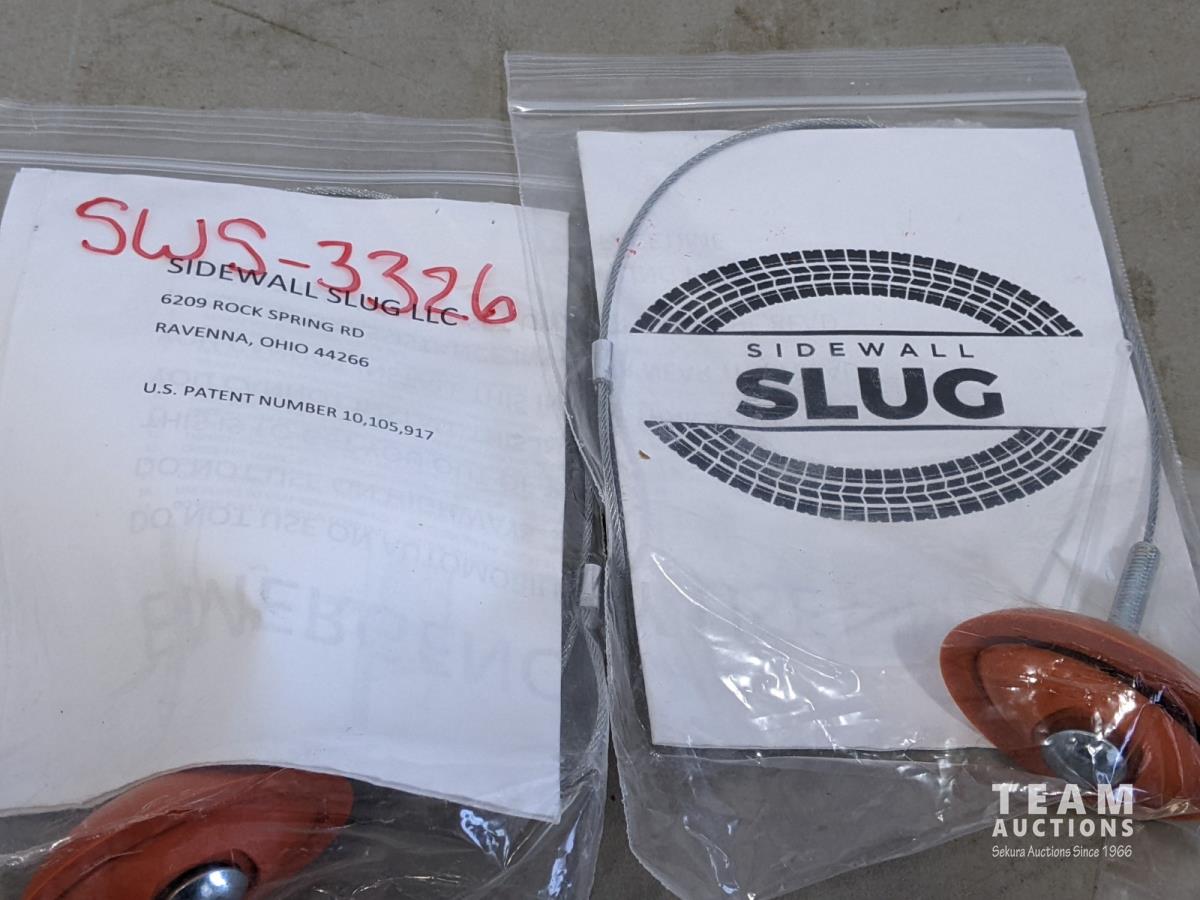 SWS-3326
SIDEWALL SLUG LLC
6209 ROCK SPRING RD
RAVENNA, OHIO 44266
U.S. PATENT NUMBER 10,105,917
SIDEWALL
SLUG
TEAM
AUCTIONS
Sekura Auctions Since 1966